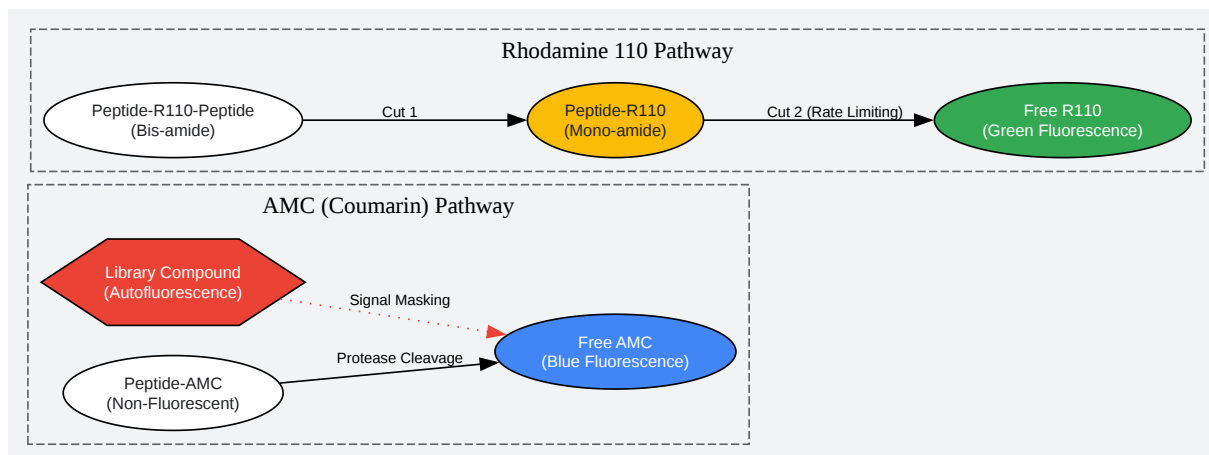 Rhodamine 110 Pathway
Peptide-R110-Peptide
(Bis-amide)
Cut 1
Peptide-R110
(Mono-amide)
Cut 2 (Rate Limiting)
Free R110
(Green Fluorescence)
AMC (Coumarin) Pathway
Library Compound
(Autofluorescence)
Signal Masking
Peptide-AMC
(Non-Fluorescent)
Protease Cleavage
Free AMC
(Blue Fluorescence)